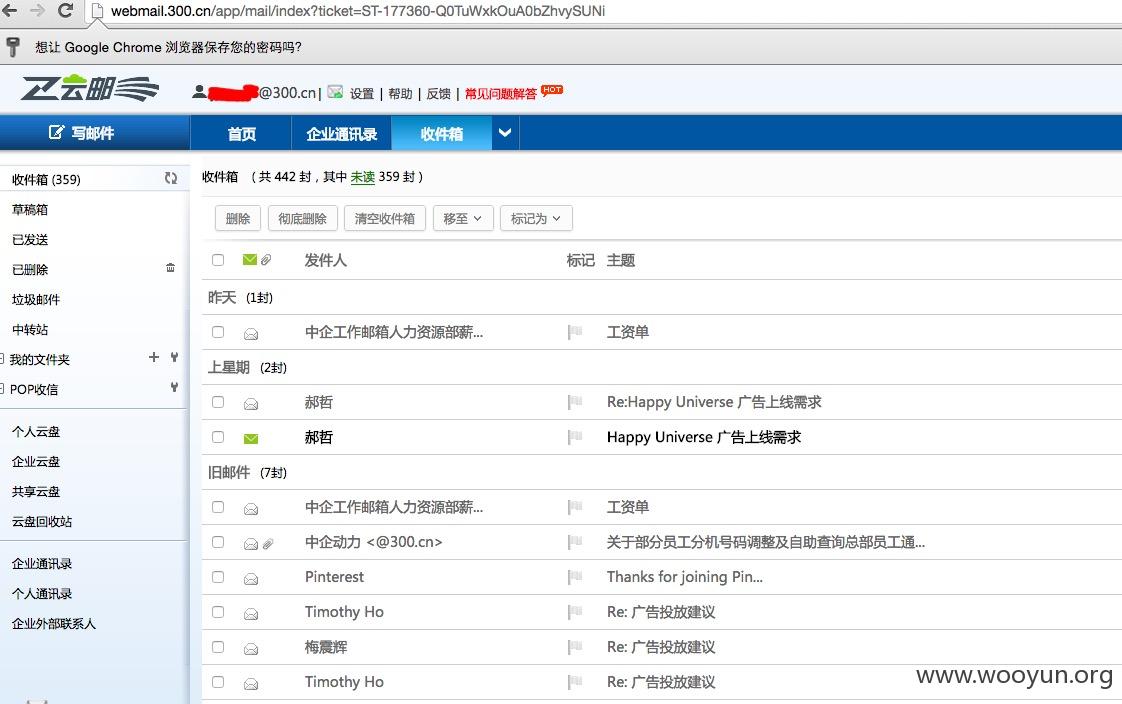 webmail.300.cn/app/mail/index?ticket=ST-177360-Q0TuWxkOuA0bZhvySUNi
想让 Google Chrome 浏览器保存您的密码吗?
云邮 @300.cn | 设置 | 帮助 | 反馈 | 常见问题解答 HOT
写邮件 首页 企业通讯录 收件箱
收件箱 (359)
草稿箱
已发送
已删除
垃圾邮件
中转站
我的文件夹
POP收信
个人云盘
企业云盘
共享云盘
云盘回收站
企业通讯录
个人通讯录
企业外部联系人
收件箱 (共 442 封，其中 未读 359 封)
删除 彻底删除 清空收件箱 移至 标记为
发件人 标记 主题
昨天 (1封)
中企工作邮箱人力资源部薪... 工资单
上星期 (2封)
郝哲 Re:Happy Universe 广告上线需求
郝哲 Happy Universe 广告上线需求
旧邮件 (7封)
中企工作邮箱人力资源部薪... 工资单
中企动力 <@300.cn> 关于部分员工分机号码调整及自助查询总部员工通...
Pinterest Thanks for joining Pin...
Timothy Ho Re: 广告投放建议
梅震辉 Re: 广告投放建议
Timothy Ho Re: 广告投放建议
www.wooyun.org